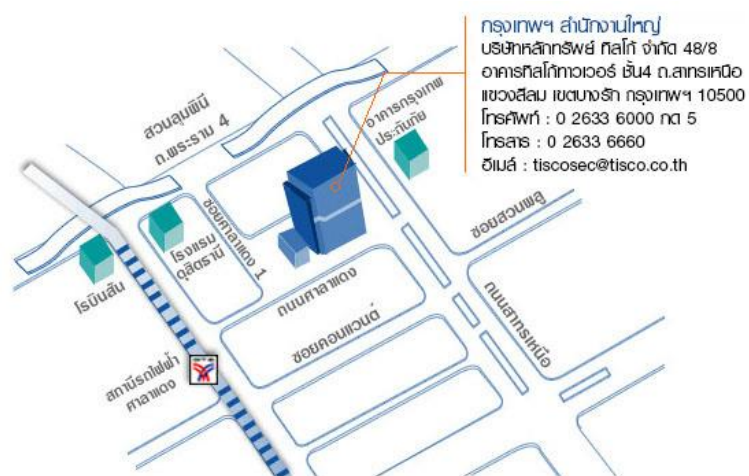 กรุงเทพฯ สำนักงานใหญ่
บริษัทหลักทรัพย์ ทิสโก้ จำกัด 48/8
อาคารทิสโก้ทาวเวอร์ ชั้น4 ถ.สาทรเหนือ
แขวงสีลม เขตบางรัก กรุงเทพฯ 10500
โทรศัพท์ : 0 2633 6000 กด 5
โทรสาร : 0 2633 6660
อีเมล์ : tiscosec@tisco.co.th
สวนลุมพินี
ถ.พระราม 4
อาคารกรุงเทพ
ประกันภัย
ซอยสวนพลู
ซอยศาลาแดง 1
โรงแรม
ดุสิตธานี
โรบินสัน
ถนนศาลาแดง
ซอยคอนแวนต์
ถนนสาทรเหนือ
สถานีรถไฟฟ้า
ศาลาแดง